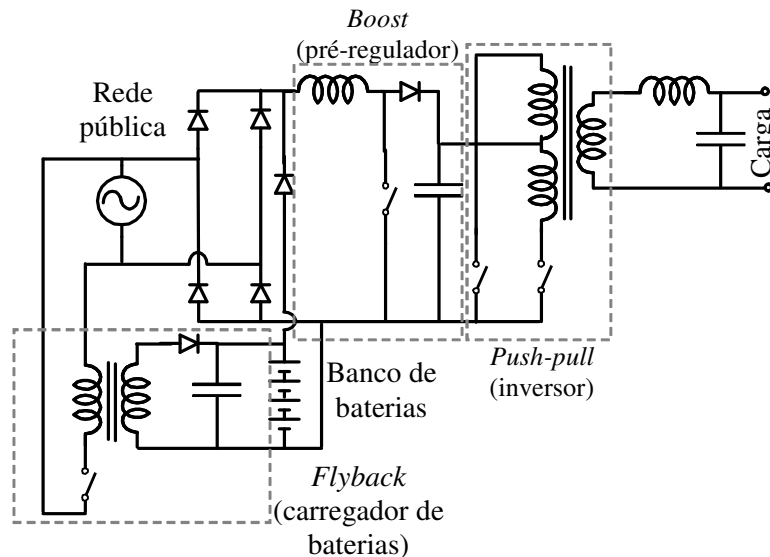 Boost
(pré-regulador)
Rede
pública
Carga
Push-pull
(inversor)
Banco de
baterias
Flyback
(carregador de
baterias)